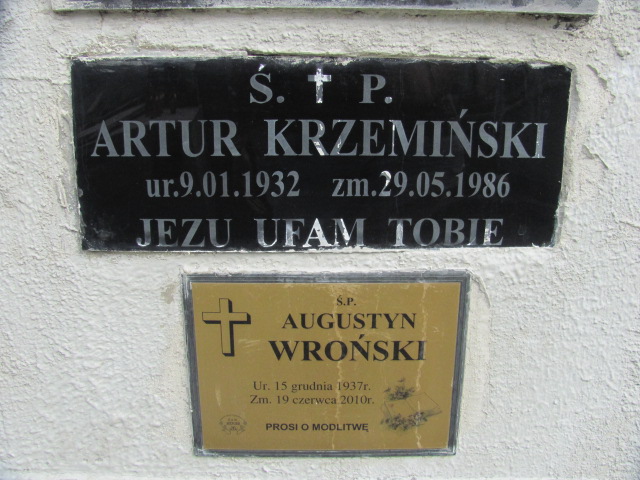 Ś. P.
ARTUR KRZEMIŃSKI
ur.9.01.1932 zm.29.05.1986
JEZU UFAM TOBIE
Ś.P.
AUGUSTYN
WROŃSKI
Ur. 15 grudnia 1937r.
Zm. 19 czerwca 2010r.
PROSI O MODLITWĘ